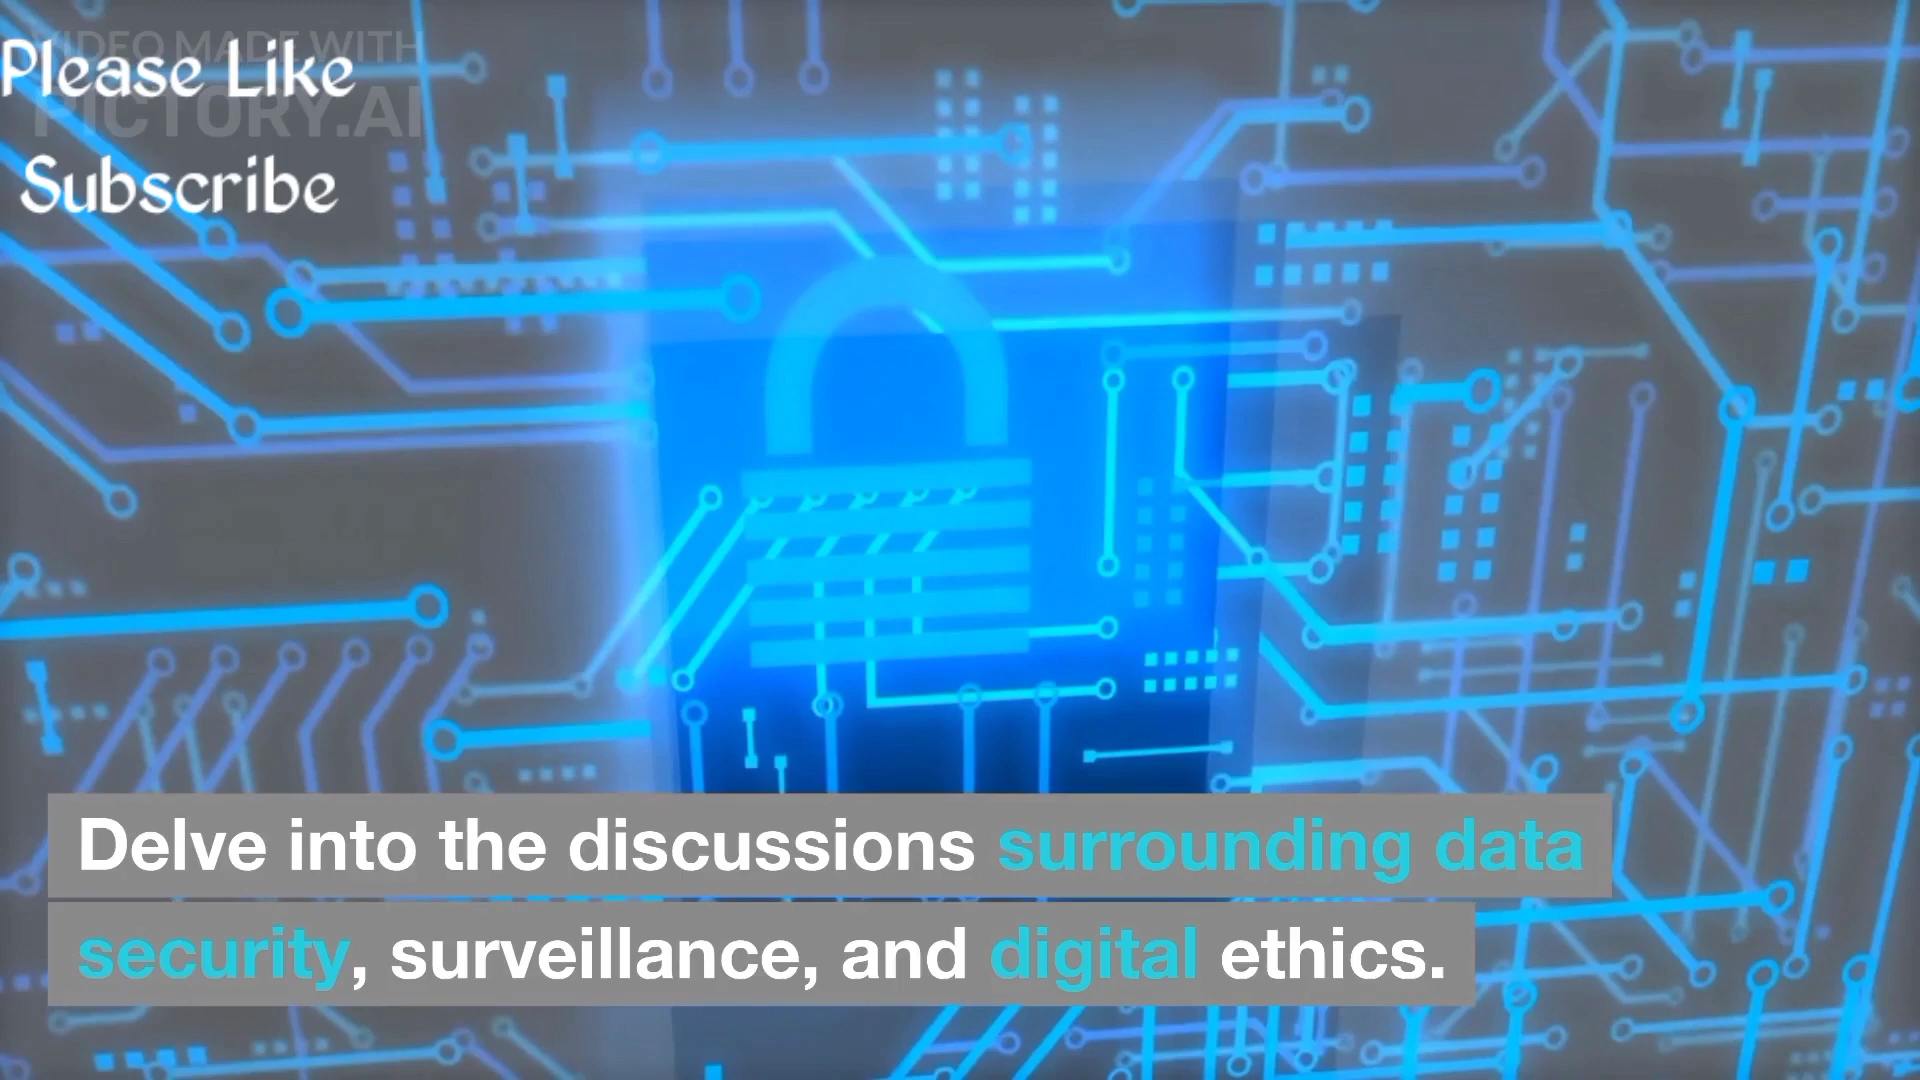 VIDEO MADE WITH
Please Like
PICTORY.AI
Subscribe
Delve into the discussions surrounding data
security, surveillance, and digital ethics.